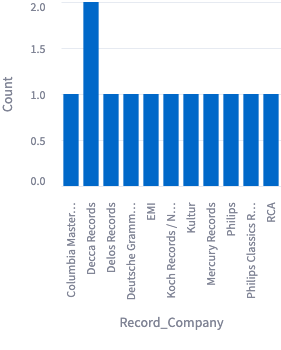 2.0
1.5
1.0
0.5
0.0
Count
Columbia Master…
Decca Records
Delos Records
Deutsche Gramm…
EMI
Koch Records / N…
Kultur
Mercury Records
Philips
Philips Classics R…
RCA
Record_Company